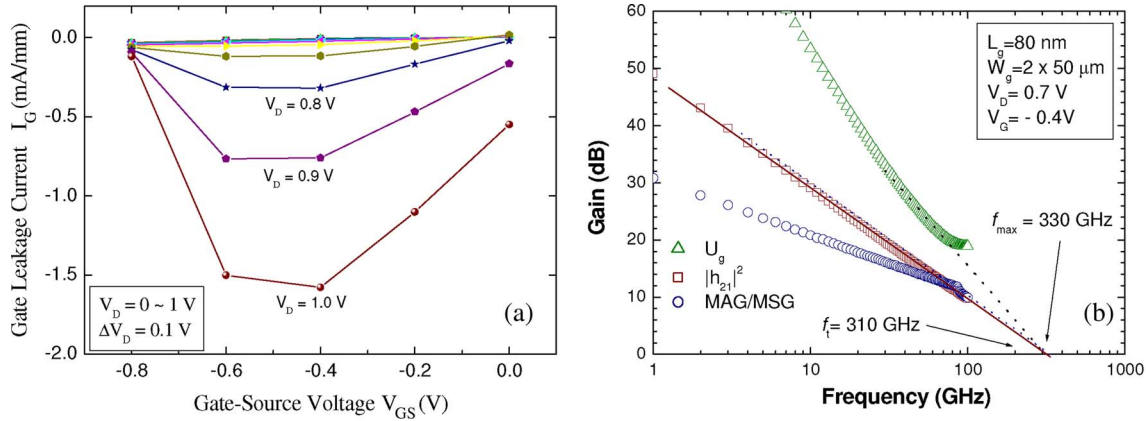 Gate Leakage Current I_G (mA/mm)
0.0
-0.5
-1.0
-1.5
-2.0
V_D = 0.8 V
V_D = 0.9 V
V_D = 1.0 V
V_D = 0 ~ 1 V
ΔV_D = 0.1 V
(a)
-0.8
-0.6
-0.4
-0.2
0.0
Gate-Source Voltage V_GS (V)
Gain (dB)
60
50
40
30
20
10
0
L_g=80 nm
W_g=2 x 50 μm
V_D= 0.7 V
V_G= - 0.4V
f_max = 330 GHz
U_g
|h_21|^2
MAG/MSG
f_t= 310 GHz
(b)
1
10
100
1000
Frequency (GHz)